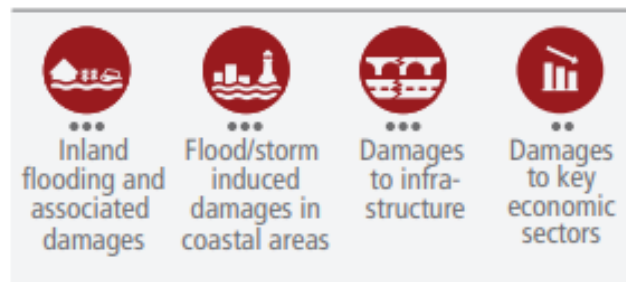 Inland
flooding and
associated
damages
Flood/storm
induced
damages in
coastal areas
Damages
to infra-
structure
Damages
to key
economic
sectors